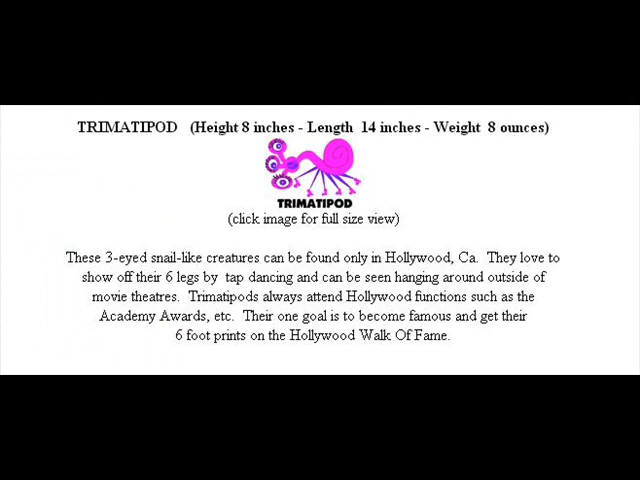 TRIMATIPOD (Height 8 inches - Length 14 inches - Weight 8 ounces)
TRIMATIPOD
(click image for full size view)
These 3-eyed snail-like creatures can be found only in Hollywood, Ca. They love to
show off their 6 legs by tap dancing and can be seen hanging around outside of
movie theatres. Trimatipods always attend Hollywood functions such as the
Academy Awards, etc. Their one goal is to become famous and get their
6 foot prints on the Hollywood Walk Of Fame.